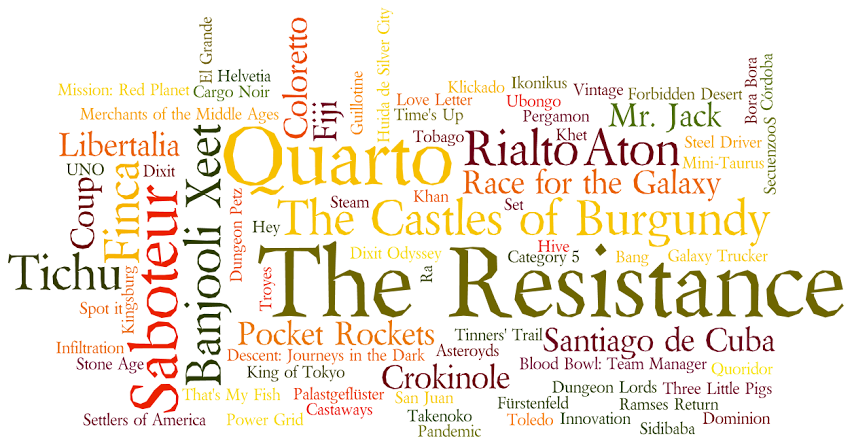 El Grande
Huida de Silver City
Coloretto
Helvetia
Cargo Noir
Mission: Red Planet
Merchants of the Middle Ages
Fiji
Guillotine
Klickado
Ikonikus
Vintage
Forbidden Desert
Bora Bora
SecuenzooS Córdoba
Love Letter
Ubongo
Time's Up
Pergamon
Mr. Jack
Libertalia
Quarto
Tobago
Rialto
Khet
Aton
Steel Driver
Mini-Taurus
UNO
Dixit
Coup
Finca
Saboteur
Banjooli Xeet
Dungeon Petz
Steam
Khan
Set
Race for the Galaxy
The Castles of Burgundy
Hey
Tichu
Kingsburg
Troyes
Dixit Odyssey
Ra
Hive
Category 5
Bang
Galaxy Trucker
The Resistance
Spot it
Pocket Rockets
Tinners' Trail
Santiago de Cuba
Infiltration
Stone Age
Descent: Journeys in the Dark
Asteroyds
King of Tokyo
Crokinole
Blood Bowl: Team Manager
Quoridor
That's My Fish
Palastgeflüster
San Juan
Dungeon Lords
Three Little Pigs
Castaways
Fürstenfeld
Ramses Return
Settlers of America
Power Grid
Takenoko
Toledo
Innovation
Dominion
Pandemic
Sidibaba